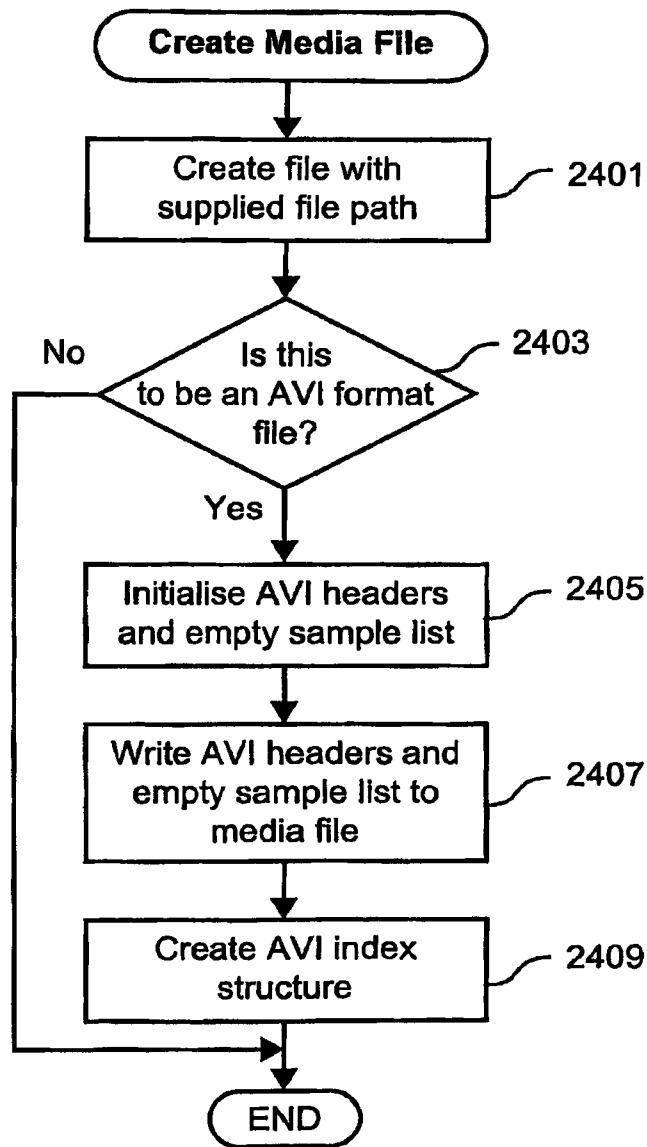 Create Media File
Create file with
supplied file path
2401
Is this
to be an AVI format
file?
2403
No
Yes
Initialise AVI headers
and empty sample list
2405
Write AVI headers and
empty sample list to
media file
2407
Create AVI index
structure
2409
END